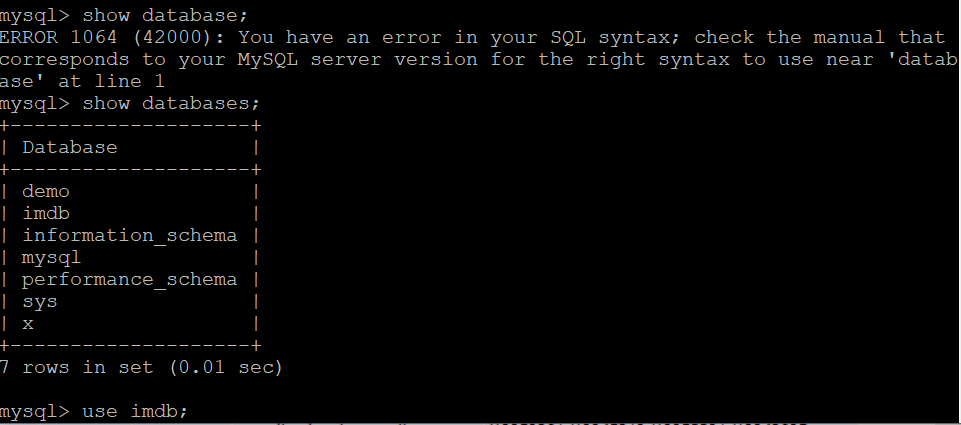 mysql> show database;
ERROR 1064 (42000): You have an error in your SQL syntax; check the manual that
corresponds to your MySQL server version for the right syntax to use near 'datab
ase' at line 1
mysql> show databases;
+--------------------+
| Database           |
+--------------------+
| demo               |
| imdb               |
| information_schema |
| mysql              |
| performance_schema |
| sys                |
| x                  |
+--------------------+
7 rows in set (0.01 sec)
mysql> use imdb;